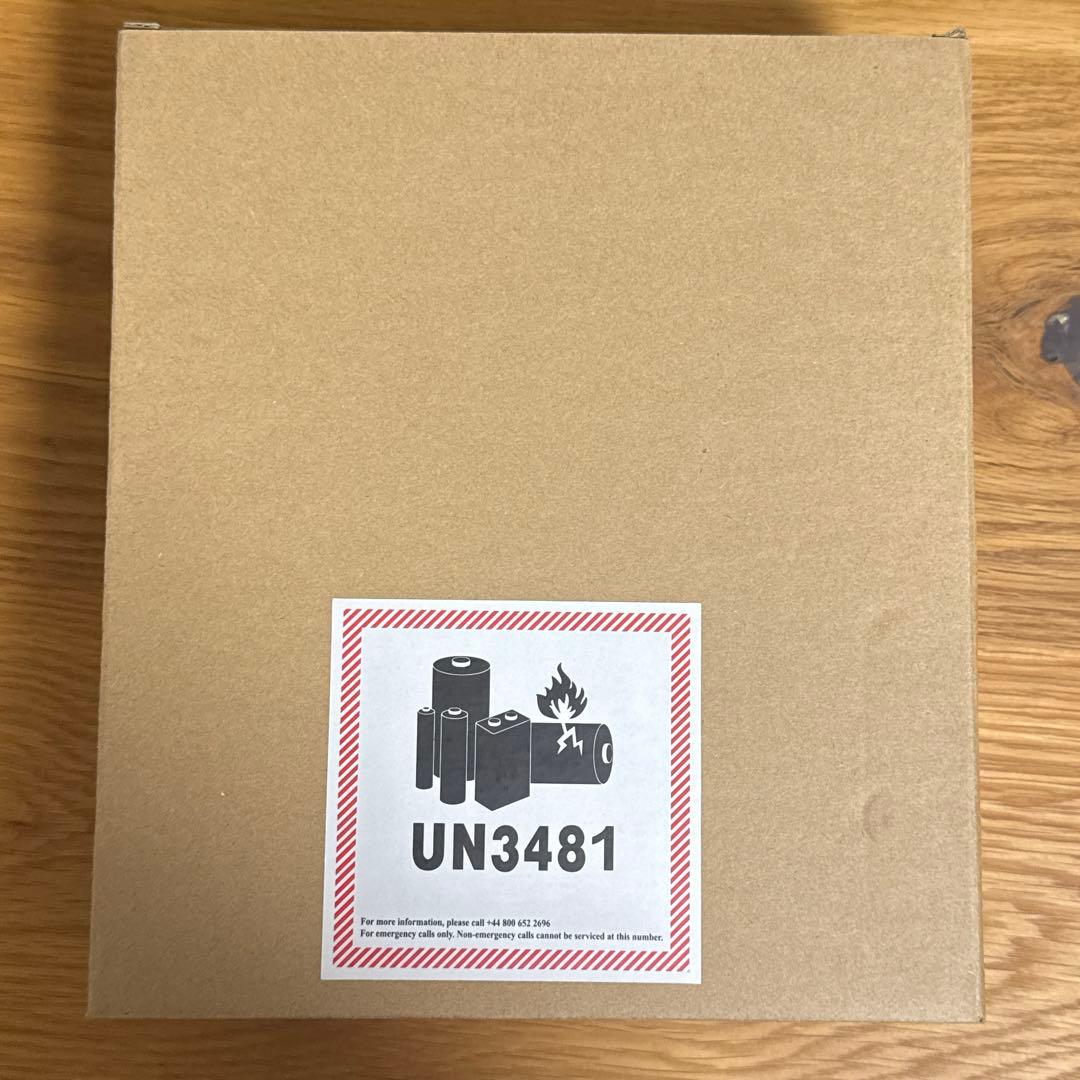 UN3481
For more information, please call +44 800 652 2696
For emergency calls only. Non-emergency calls cannot be serviced at this number.